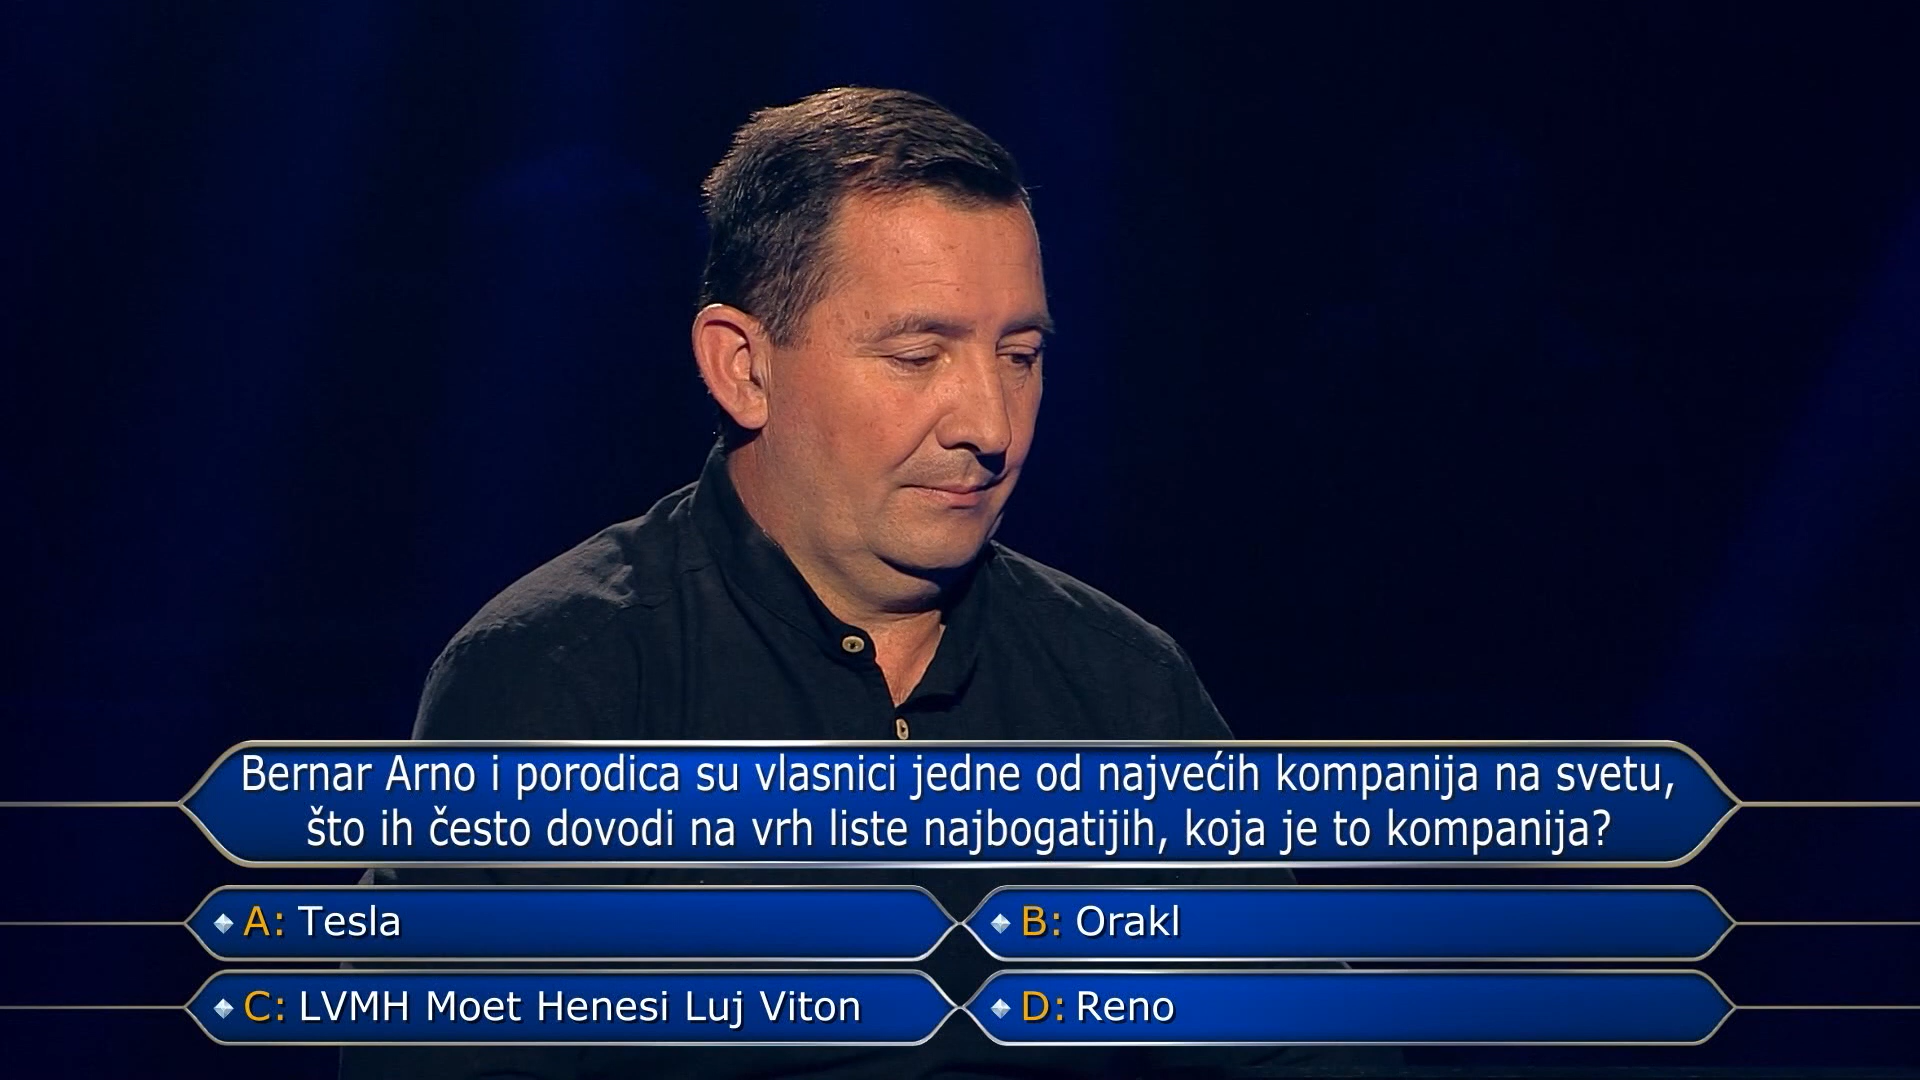 Bernar Arno i porodica su vlasnici jedne od najvećih kompanija na svetu,
što ih često dovodi na vrh liste najbogatijih, koja je to kompanija?
A: Tesla
B: Orakl
C: LVMH Moet Henesi Luj Viton
D: Reno